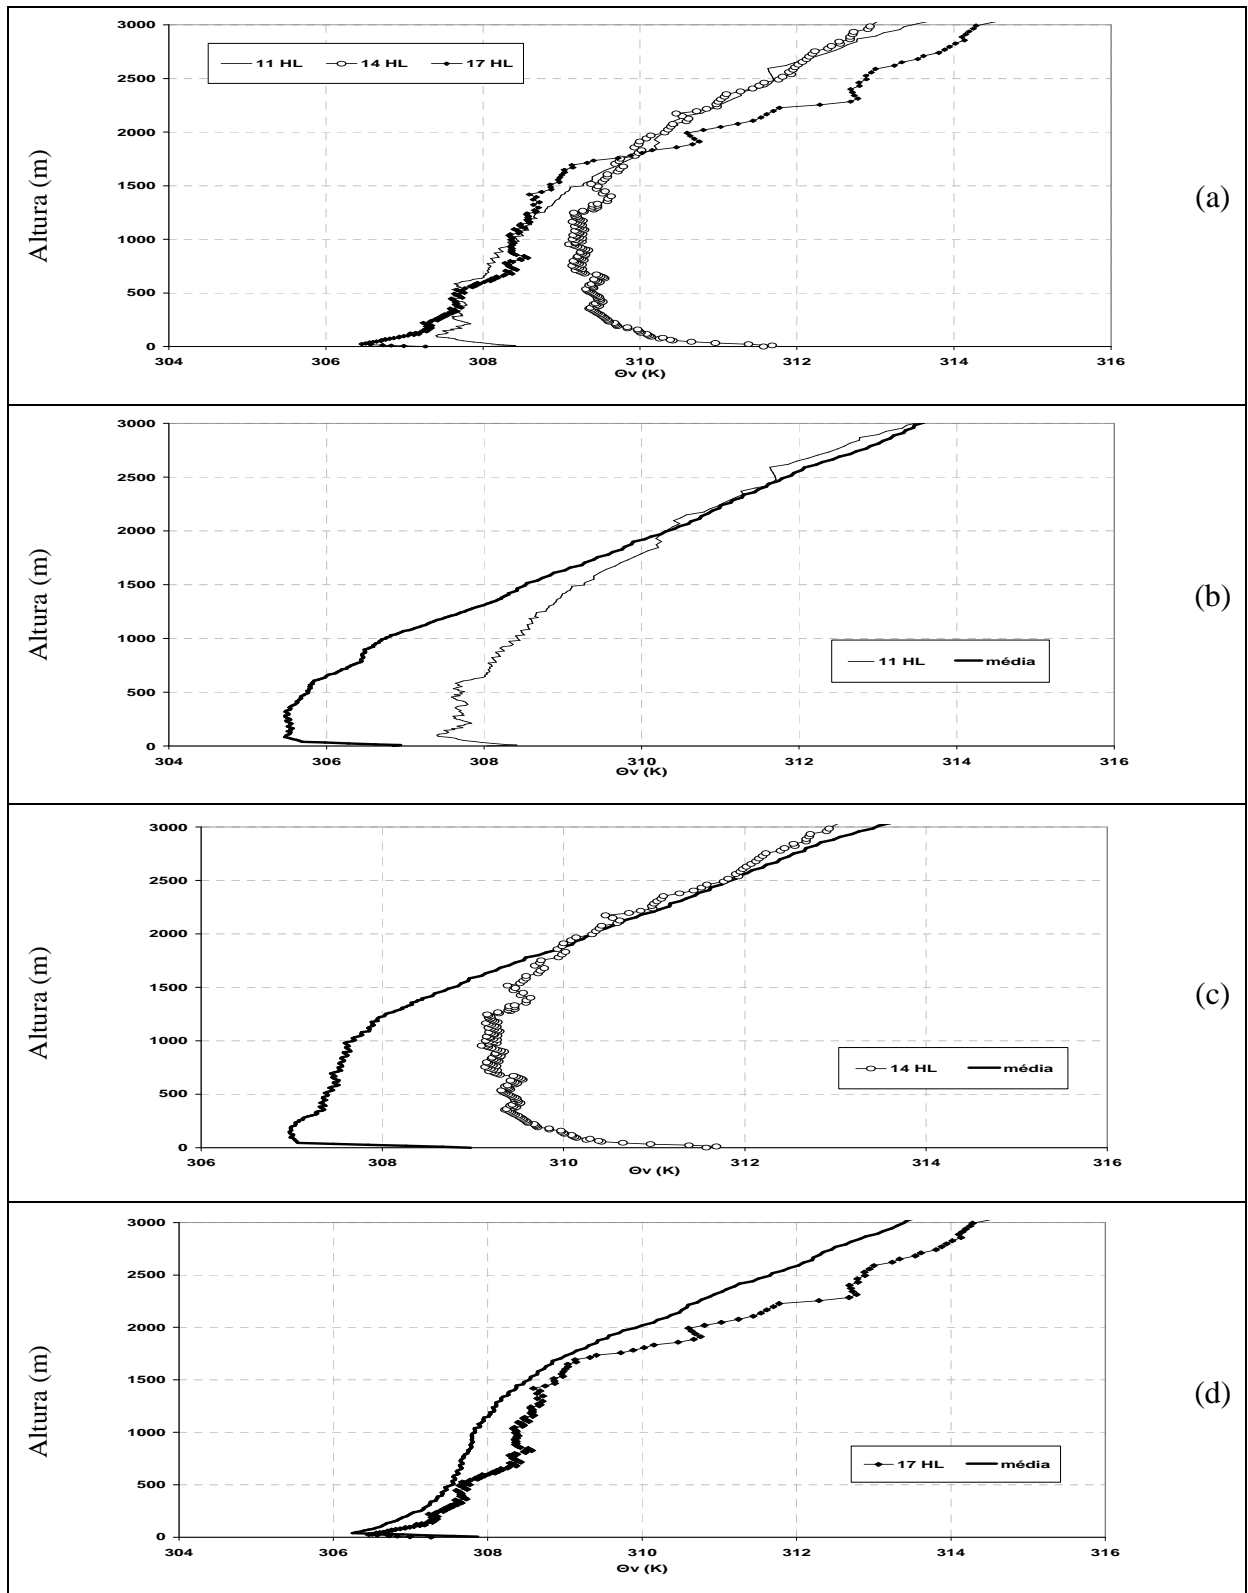 3000
2500
2000
1500
1000
500
0
Altura (m)
11 HL 14 HL 17 HL
304 306 308 310 312 314 316
Θv (K)
(a)
3000
2500
2000
1500
1000
500
0
Altura (m)
11 HL média
304 306 308 310 312 314 316
Θv (K)
(b)
3000
2500
2000
1500
1000
500
0
Altura (m)
14 HL média
306 308 310 312 314 316
Θv (K)
(c)
3000
2500
2000
1500
1000
500
0
Altura (m)
17 HL média
304 306 308 310 312 314 316
Θv (K)
(d)